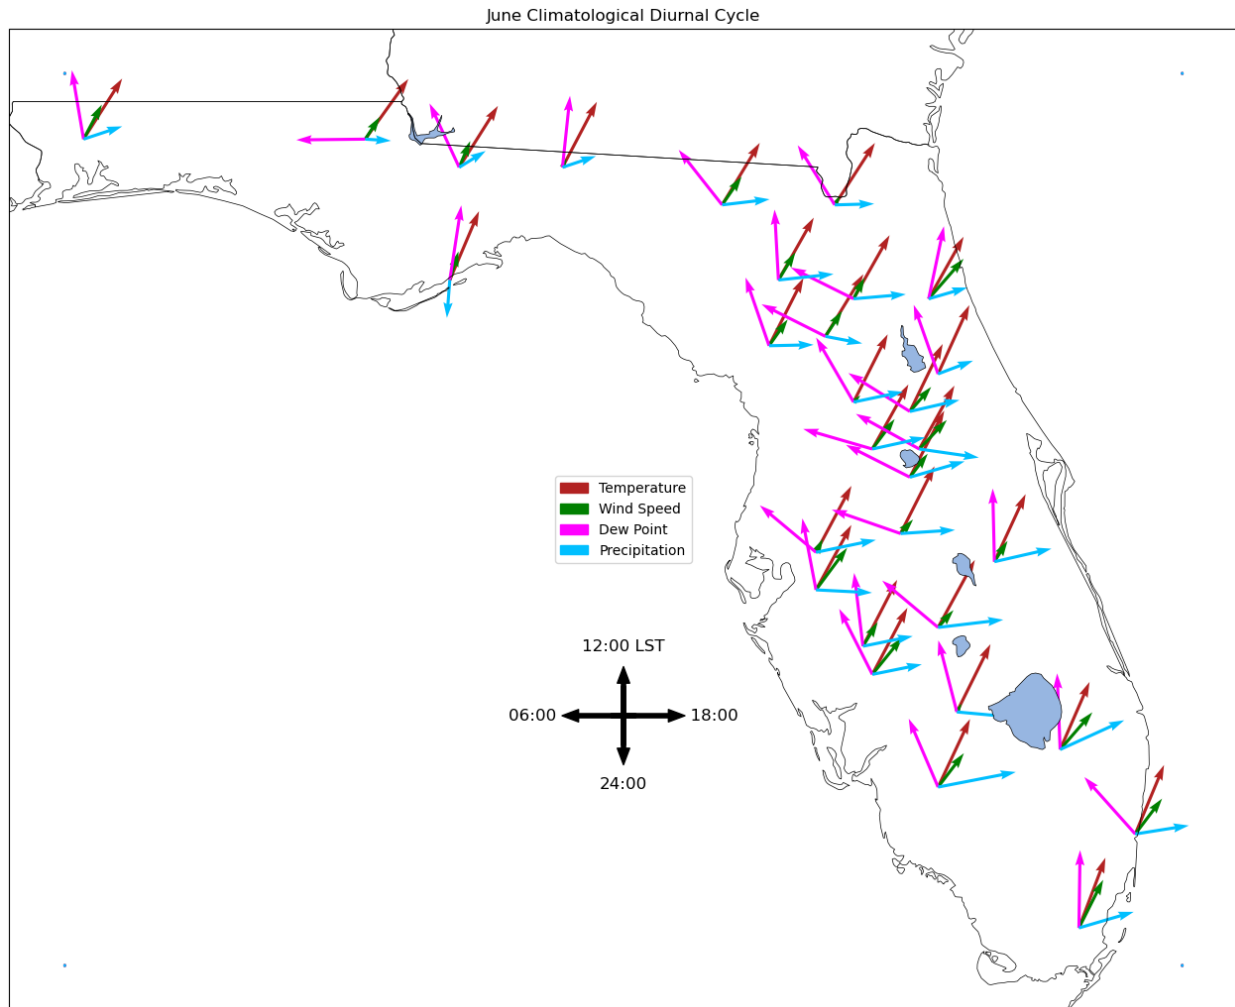 June Climatological Diurnal Cycle
Temperature
Wind Speed
Dew Point
Precipitation
12:00 LST
06:00
18:00
24:00